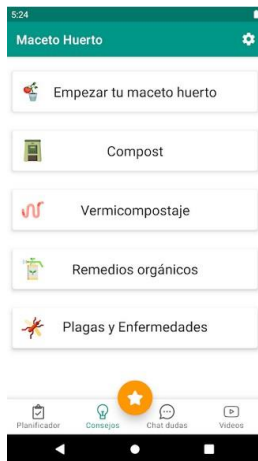 5:24
Maceto Huerto
Empezar tu maceto huerto
Compost
Vermicompostaje
Remedios orgánicos
Plagas y Enfermedades
Planificador Consejos Chat dudas Videos